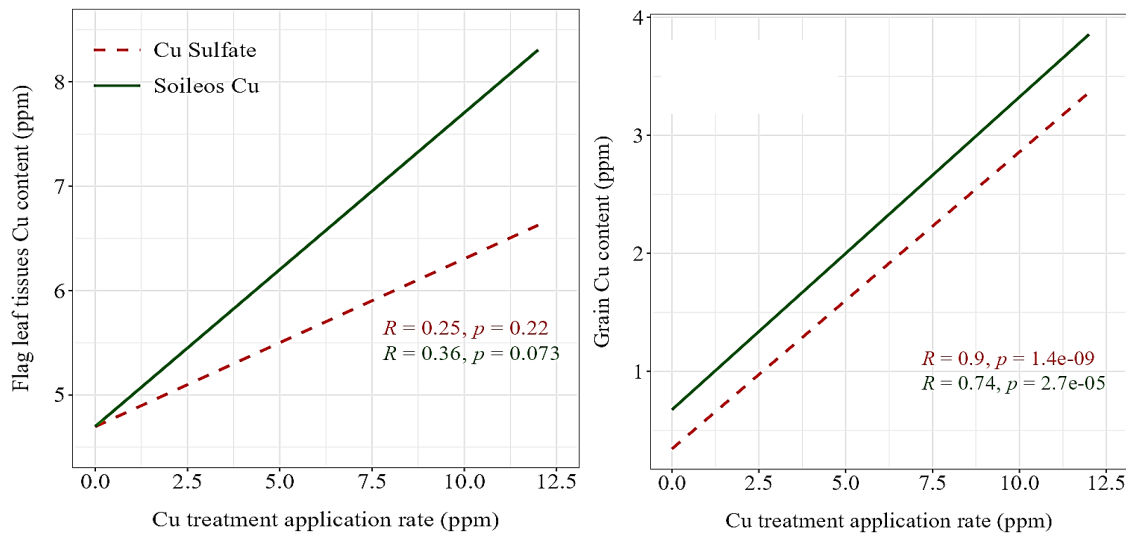 Flag leaf tissues Cu content (ppm)
8
7
6
5
Cu Sulfate
Soileos Cu
R = 0.25, p = 0.22
R = 0.36, p = 0.073
0.0 2.5 5.0 7.5 10.0 12.5
Cu treatment application rate (ppm)
Grain Cu content (ppm)
4
3
2
1
R = 0.9, p = 1.4e-09
R = 0.74, p = 2.7e-05
0.0 2.5 5.0 7.5 10.0 12.5
Cu treatment application rate (ppm)